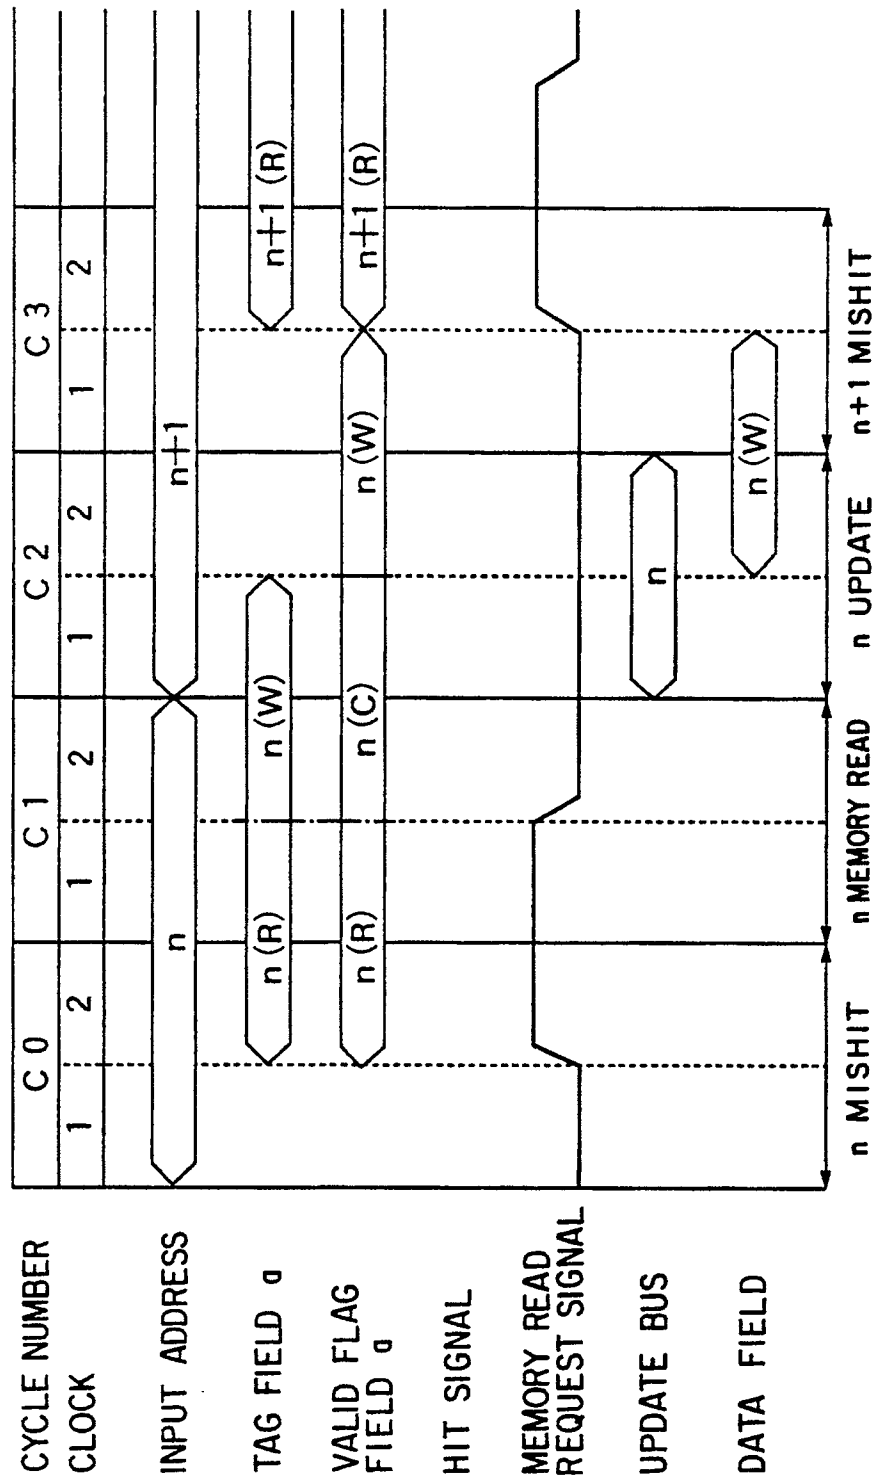 CYCLE NUMBER C 0 C 1 C 2 C 3
CLOCK 1 2 1 2 1 2 1 2
INPUT ADDRESS n n+1
TAG FIELD a n (R) n (W) n+1 (R)
VALID FLAG
FIELD a n (R) n (C) n (W) n+1 (R)
HIT SIGNAL
MEMORY READ
REQUEST SIGNAL
UPDATE BUS n
DATA FIELD n (W)
n MISHIT n MEMORY READ n UPDATE n+1 MISHIT